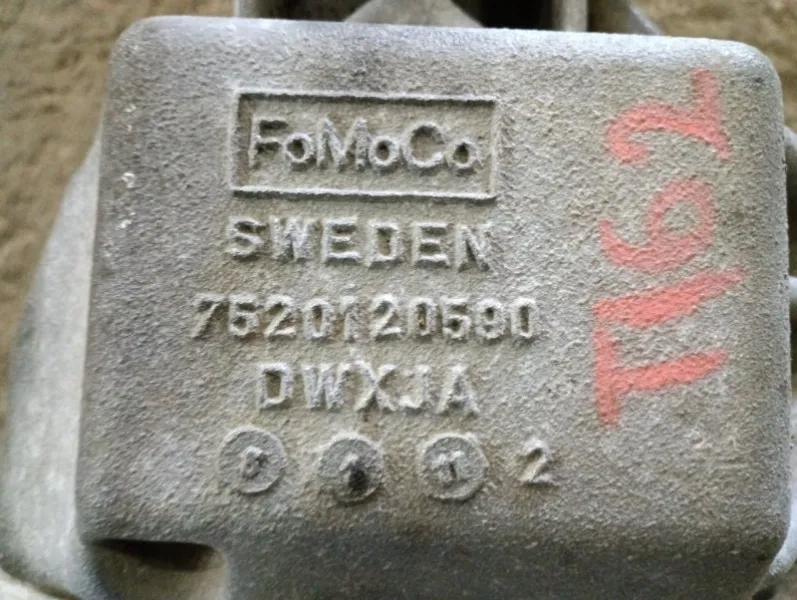 FoMoCo
SWEDEN
7520120590
DWXJA
2
T162